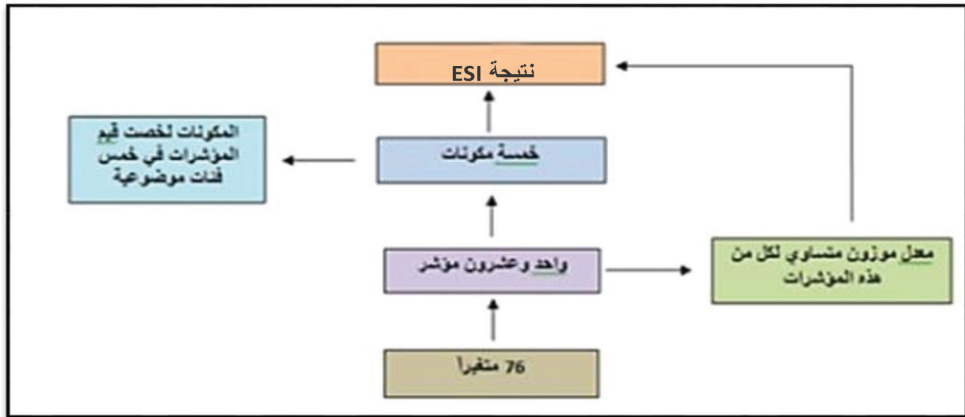 نتيجة ESI
المكونات لخصت قيم
المؤشرات في خمس
فئات موضوعية
خمسة مكونات
معدل موزون متساوي لكل من
هذه المؤشرات
واحد وعشرون مؤشر
76 متغيراً